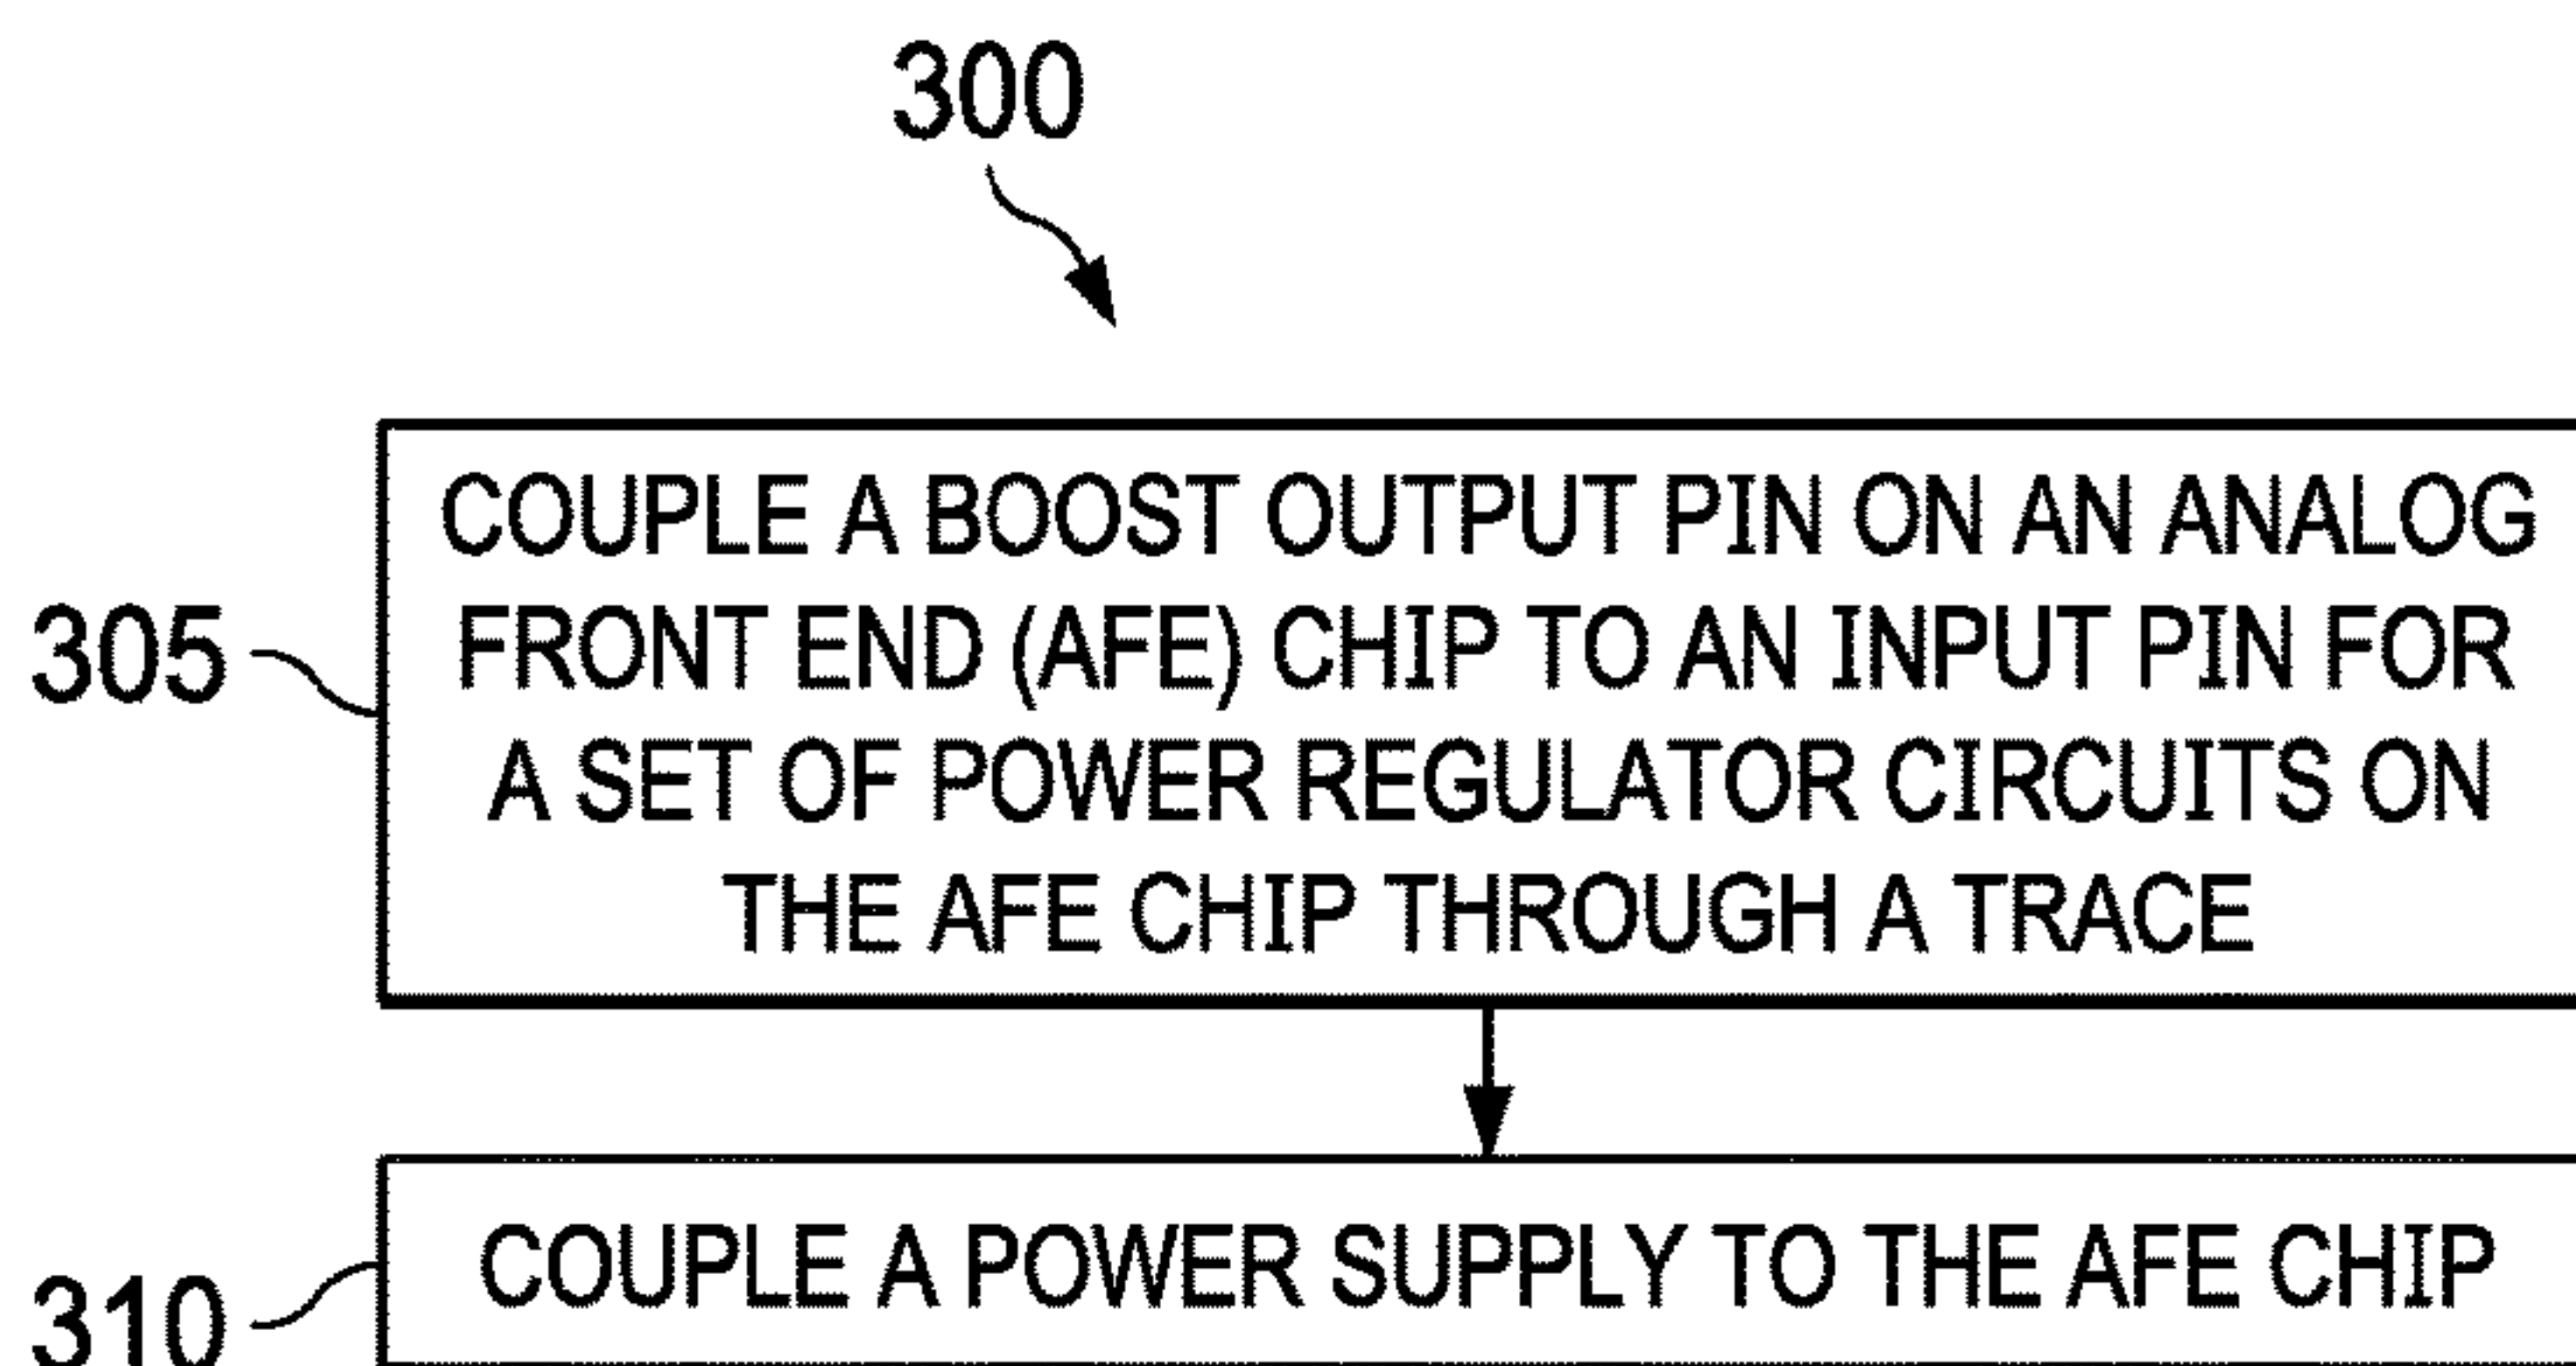 300
COUPLE A BOOST OUTPUT PIN ON AN ANALOG
FRONT END (AFE) CHIP TO AN INPUT PIN FOR
A SET OF POWER REGULATOR CIRCUITS ON
THE AFE CHIP THROUGH A TRACE
305
COUPLE A POWER SUPPLY TO THE AFE CHIP
310